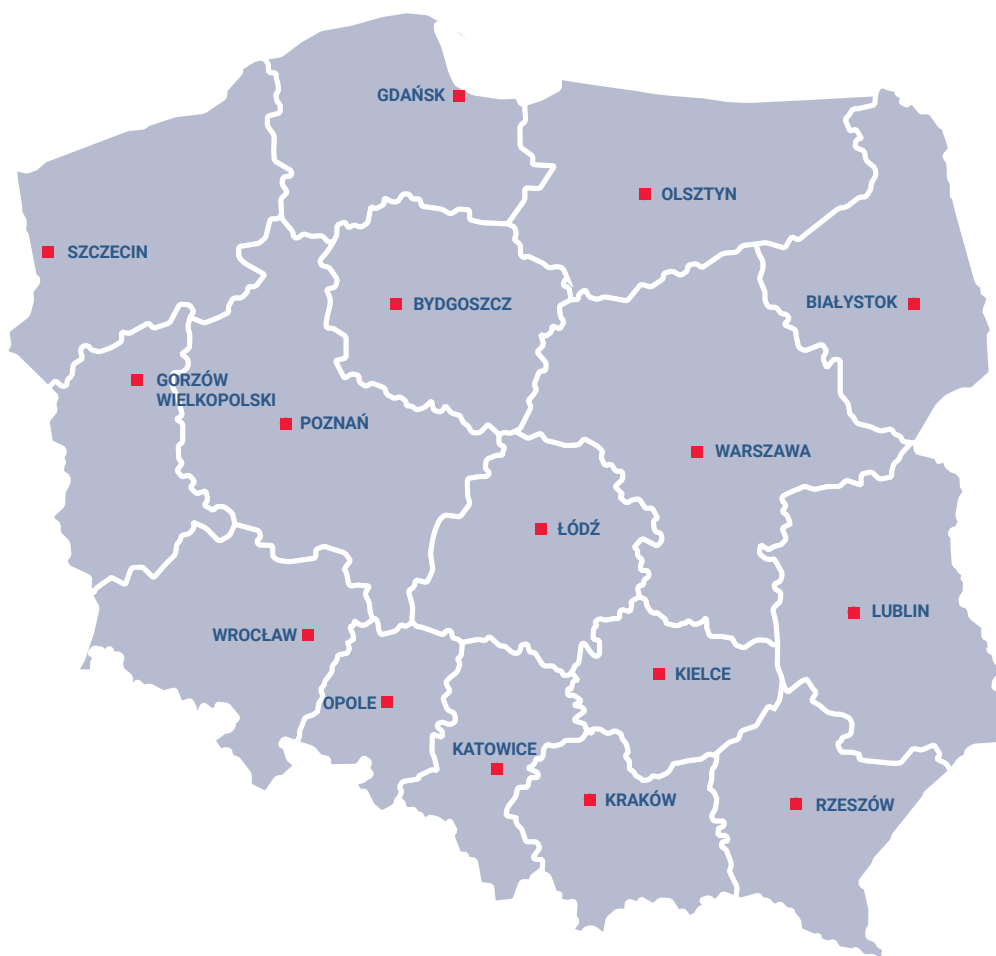 GDAŃSK
OLSZTYN
SZCZECIN
BYDGOSZCZ
BIAŁYSTOK
GORZÓW
WIELKOPOLSKI
POZNAŃ
WARSZAWA
ŁÓDŹ
LUBLIN
WROCŁAW
KIELCE
OPOLE
KATOWICE
KRAKÓW
RZESZÓW